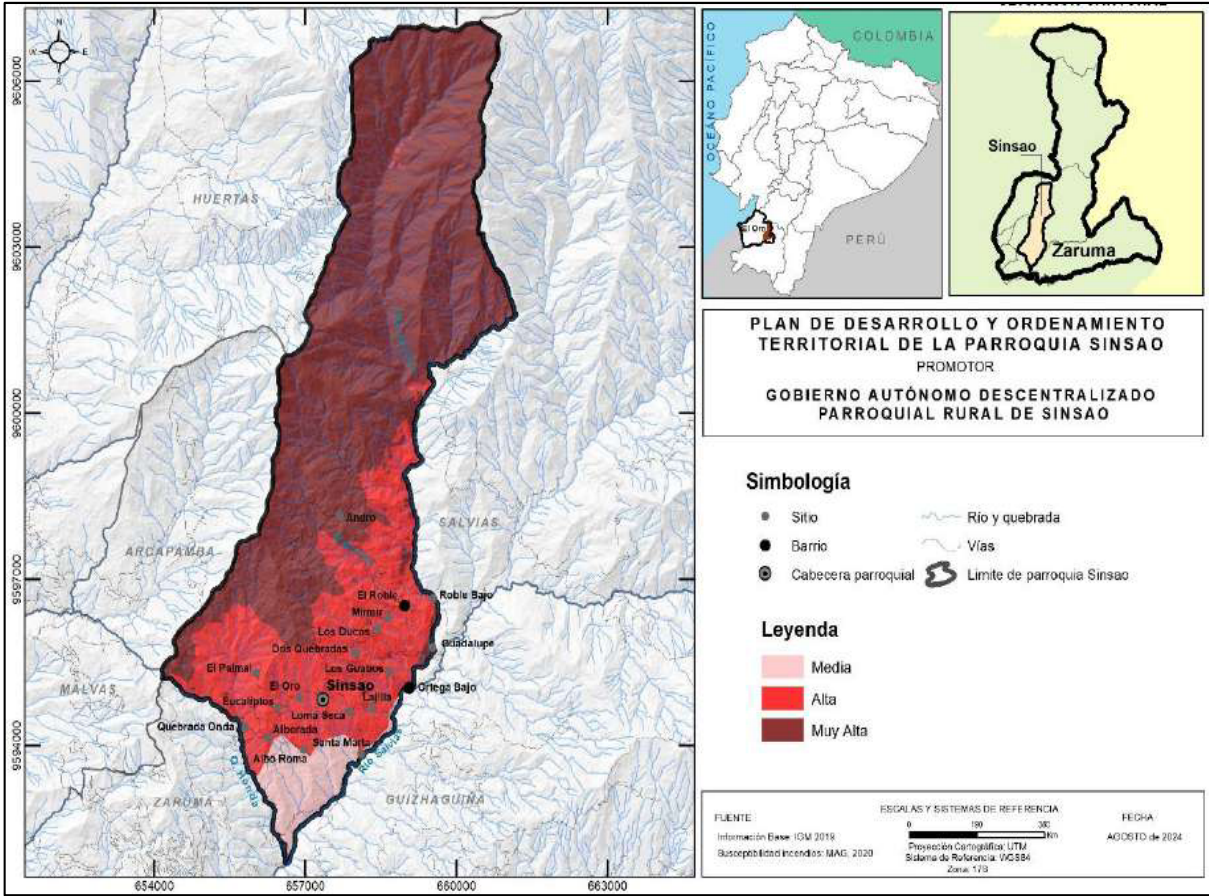 N
W E
S
9606000
9603000
9600000
9597000
9594000
654000
657000
660000
663000
HUERTAS
ARCAPAMBA
SALVIAS
MALVAS
ZARUMA
GUIZHAGUIÑA
Andro
El Roble
Roble Bajo
Mirmir
Los Ducos
Guadalupe
Dos Quebradas
El Palmal
Los Guabos
El Oro
Sinsao
Ortega Bajo
Eucaliptos
Lajilla
Loma Seca
Quebrada Onda
Alborada
Santa Marta
Albo Roma
Q. Honda
Río Salvias
OCÉANO PACÍFICO
COLOMBIA
El Oro
PERÚ
Sinsao
Zaruma
PLAN DE DESARROLLO Y ORDENAMIENTO
TERRITORIAL DE LA PARROQUIA SINSAO
PROMOTOR
GOBIERNO AUTÓNOMO DESCENTRALIZADO
PARROQUIAL RURAL DE SINSAO
Simbología
Sitio
Río y quebrada
Barrio
Vías
Cabecera parroquial
Limite de parroquia Sinsao
Leyenda
Media
Alta
Muy Alta
FUENTE
Información Base: IGM 2019
Susceptibilidad incendios: MAG, 2020
ESCALAS Y SISTEMAS DE REFERENCIA
0 190 380
Km
Proyección Cartográfica: UTM
Sistema de Referencia: WGS84
Zona: 17S
FECHA
AGOSTO de 2024